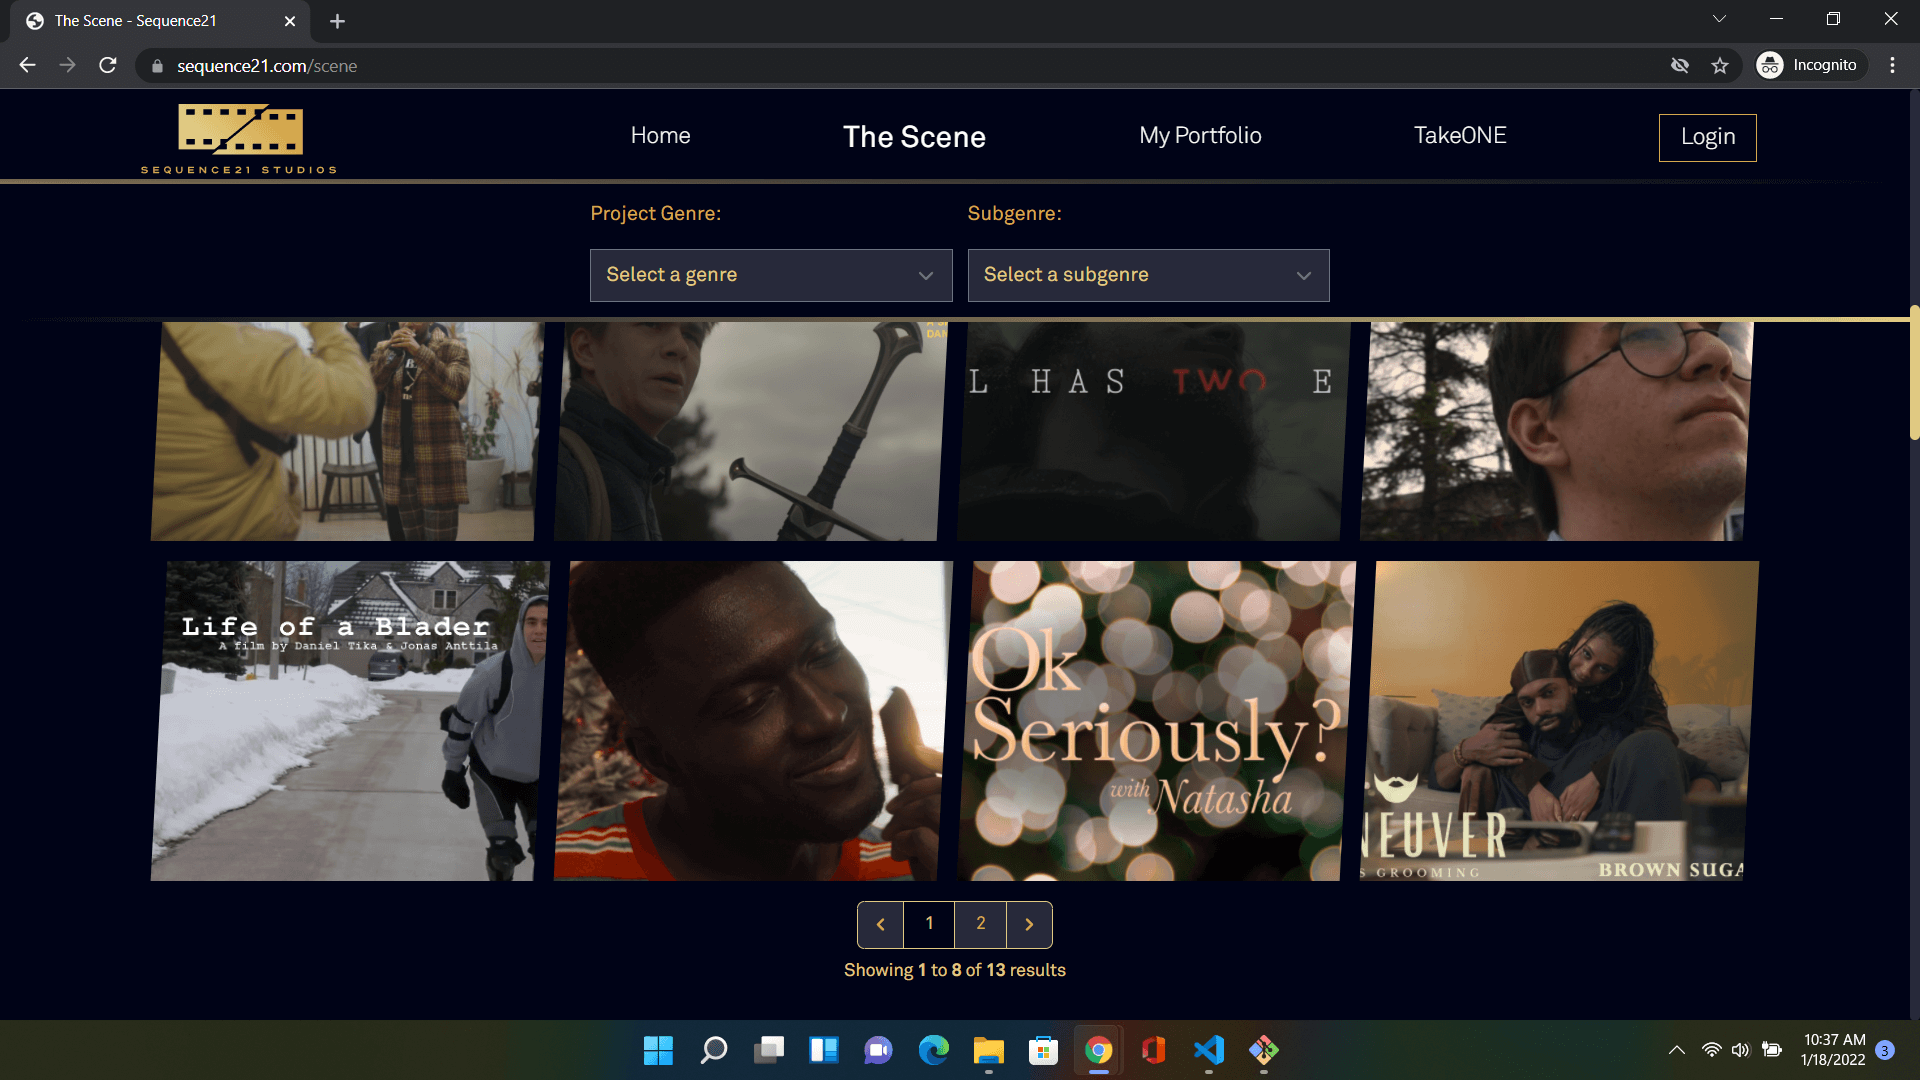 The Scene - Sequence21
sequence21.com/scene
Incognito
SEQUENCE21 STUDIOS
Home
The Scene
My Portfolio
TakeONE
Login
Project Genre:
Subgenre:
Select a genre
Select a subgenre
DAN
L HAS TWO E
Life of a Blader
A film by Daniel Tika & Jonas Anttila
Ok
Seriously?
with Natasha
NEUVER
S GROOMING
BROWN SUGA
1
2
Showing 1 to 8 of 13 results
10:37 AM
1/18/2022
3